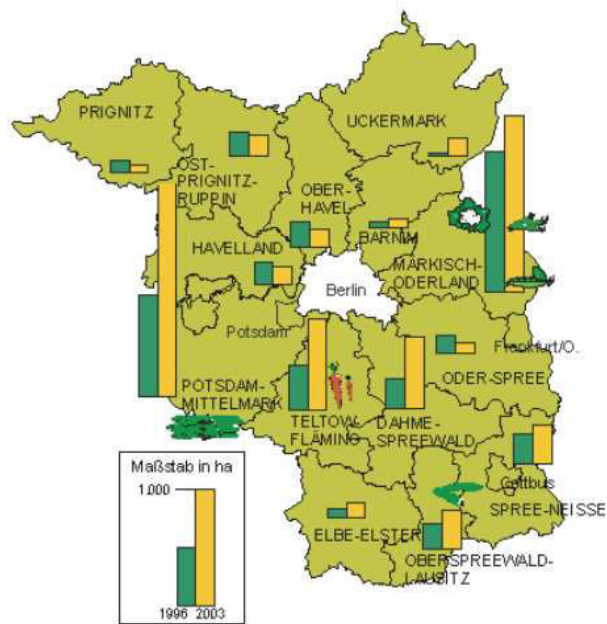 PRIGNITZ
UCKERMARK
OST-
PRIGNITZ-
RUPPIN
OBER-
HAVEL
HAVELLAND
BARNIM
MÄRKISCH-
ODERLAND
Berlin
Potsdam
Frankfurt/O.
ODER-SPREE
POTSDAM-
MITTELMARK
TELTOW-
FLÄMING
DAHME-
SPREEWALD
Maßstab in ha
1.000
1996 2003
Cottbus
SPREE-NEISSE
ELBE-ELSTER
OBERSPREEWALD-
LAUSITZ